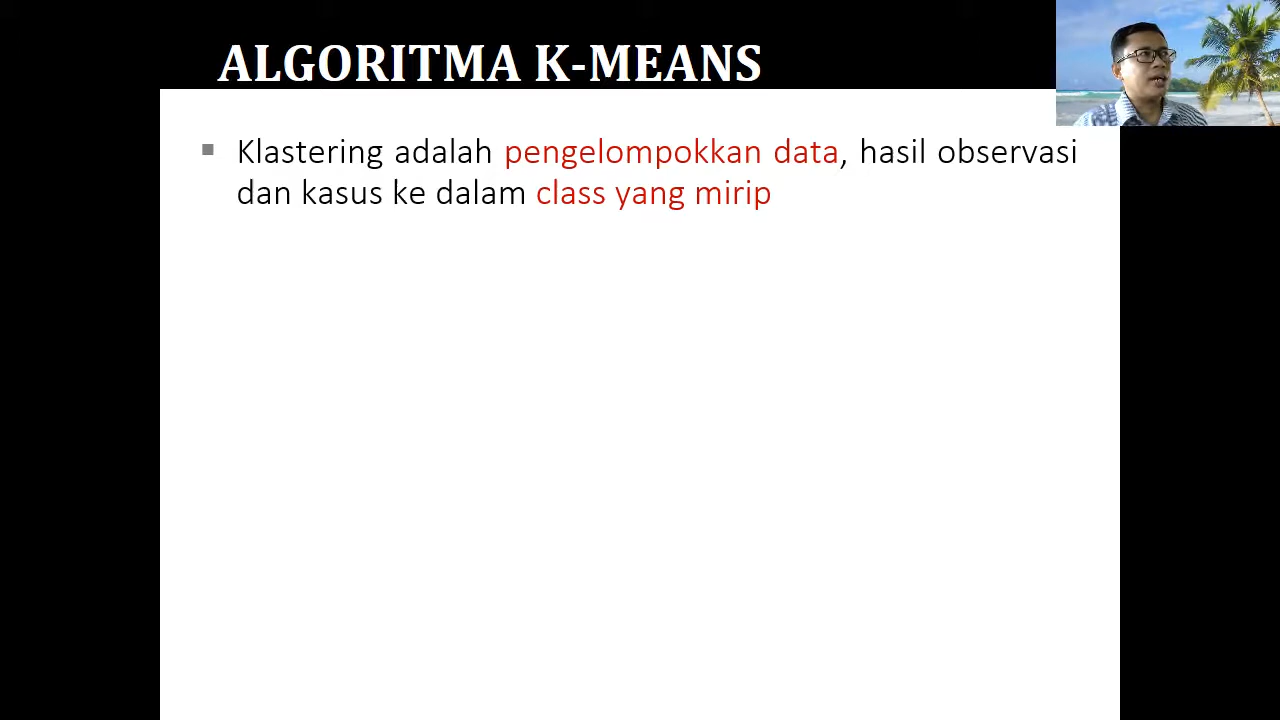 ALGORITMA K-MEANS
Klastering adalah pengelompokkan data, hasil observasi
dan kasus ke dalam class yang mirip